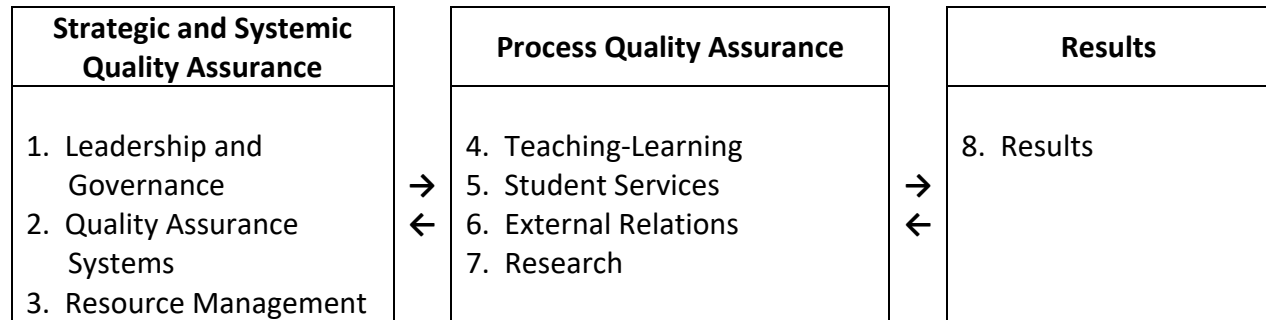 Strategic and Systemic
Quality Assurance
1. Leadership and
Governance
2. Quality Assurance
Systems
3. Resource Management
→
←
Process Quality Assurance
4. Teaching-Learning
5. Student Services
6. External Relations
7. Research
→
←
Results
8. Results